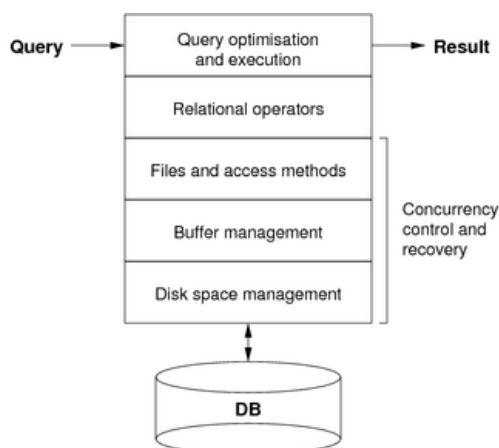 Query
Query optimisation
and execution
Result
Relational operators
Files and access methods
Buffer management
Disk space management
Concurrency
control and
recovery
DB